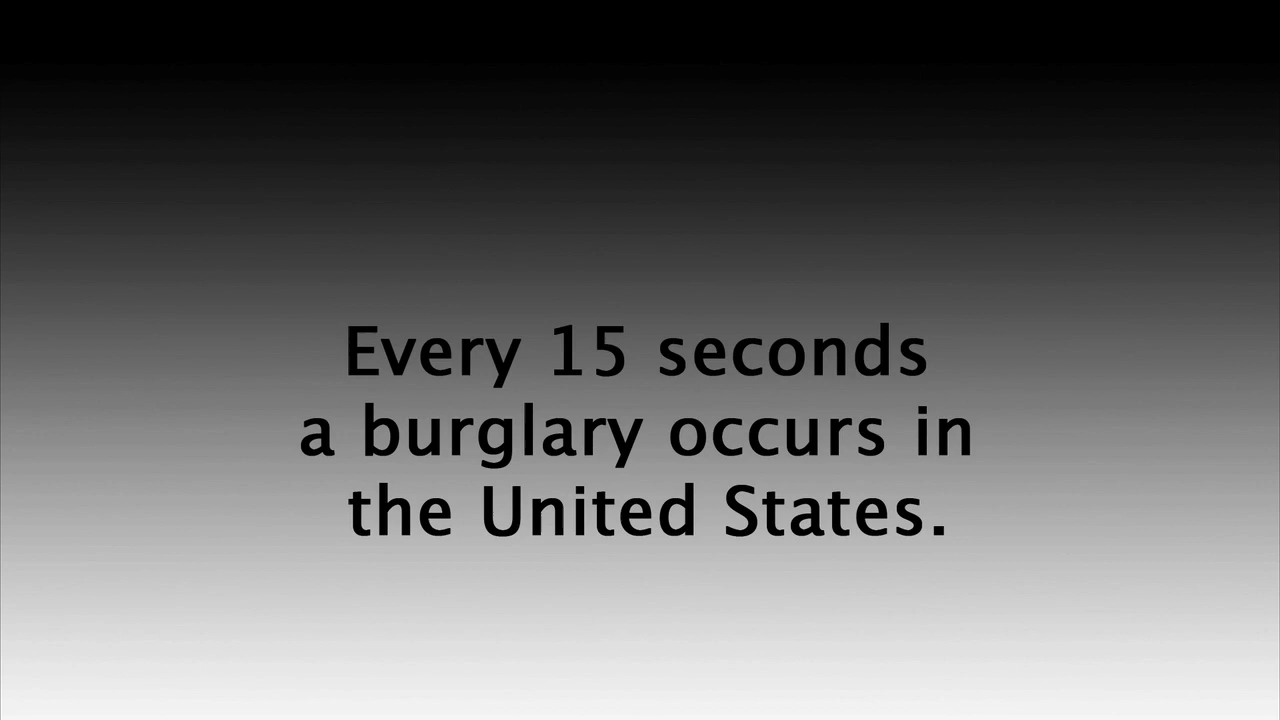 Every 15 seconds
a burglary occurs in
the United States.